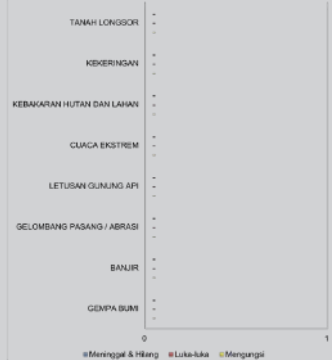 TANAH LONGSOR
-
-
-
KEKERINGAN
-
-
-
KEBAKARAN HUTAN DAN LAHAN
-
-
-
CUACA EKSTREM
-
-
-
LETUSAN GUNUNG API
-
-
-
GELOMBANG PASANG / ABRASI
-
-
-
BANJIR
-
-
-
GEMPA BUMI
-
-
-
0 1
Meninggal & Hilang Luka-luka Mengungsi